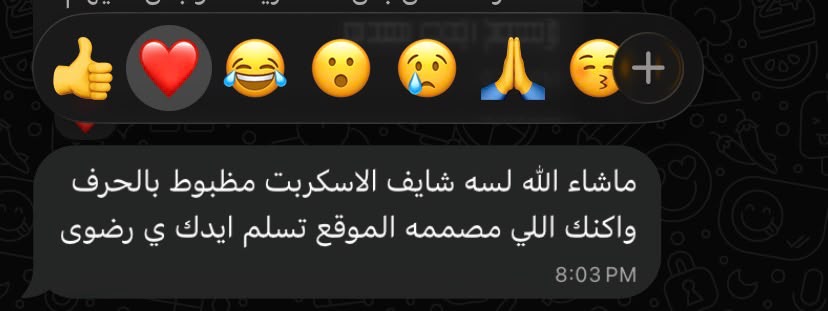 ماشاء الله لسه شايف الاسكربت مظبوط بالحرف
واكنك اللي مصممه الموقع تسلم ايدك ي رضوى
8:03 PM